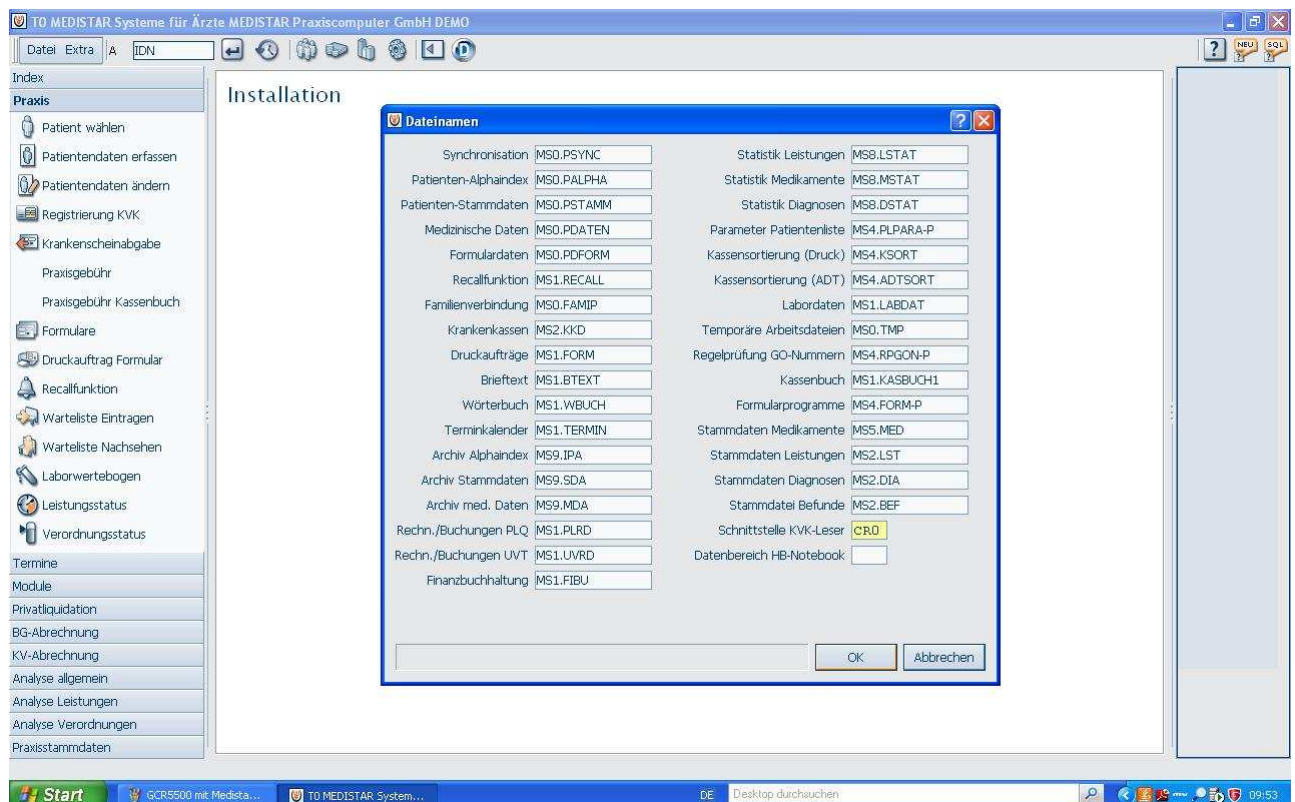 T0 MEDISTAR Systeme für Ärzte MEDISTAR Praxiscomputer GmbH DEMO
Datei Extra A IDN
? NEU ? SQL ?
Index
Praxis
Patient wählen
Patientendaten erfassen
Patientendaten ändern
Registrierung KVK
Krankenscheinabgabe
Praxisgebühr
Praxisgebühr Kassenbuch
Formulare
Druckauftrag Formular
Recallfunktion
Warteliste Eintragen
Warteliste Nachsehen
Laborwertebogen
Leistungsstatus
Verordnungsstatus
Termine
Module
Privatliquidation
BG-Abrechnung
KV-Abrechnung
Analyse allgemein
Analyse Leistungen
Analyse Verordnungen
Praxisstammdaten
Installation
Dateinamen
Synchronisation MS0.PSYNC
Patienten-Alphaindex MS0.PALPHA
Patienten-Stammdaten MS0.PSTAMM
Medizinische Daten MS0.PDATEN
Formulardaten MS0.PDFORM
Recallfunktion MS1.RECALL
Familienverbindung MS0.FAMIP
Krankenkassen MS2.KKD
Druckaufträge MS1.FORM
Brieftext MS1.BTEXT
Wörterbuch MS1.WBUCH
Terminkalender MS1.TERMIN
Archiv Alphaindex MS9.IPA
Archiv Stammdaten MS9.SDA
Archiv med. Daten MS9.MDA
Rechn./Buchungen PLQ MS1.PLRD
Rechn./Buchungen UVT MS1.UVRD
Finanzbuchhaltung MS1.FIBU
Statistik Leistungen MS8.LSTAT
Statistik Medikamente MS8.MSTAT
Statistik Diagnosen MS8.DSTAT
Parameter Patientenliste MS4.PLPARA-P
Kassensortierung (Druck) MS4.KSORT
Kassensortierung (ADT) MS4.ADTSORT
Labordaten MS1.LABDAT
Temporäre Arbeitsdateien MS0.TMP
Regelprüfung GO-Nummern MS4.RPGON-P
Kassenbuch MS1.KASBUCH1
Formularprogramme MS4.FORM-P
Stammdaten Medikamente MS5.MED
Stammdaten Leistungen MS2.LST
Stammdaten Diagnosen MS2.DIA
Stammdatei Befunde MS2.BEF
Schnittstelle KVK-Leser CR0
Datenbereich HB-Notebook
OK Abbrechen
Start GCR5500 mit Medista... T0 MEDISTAR System... DE Desktop durchsuchen 09:53